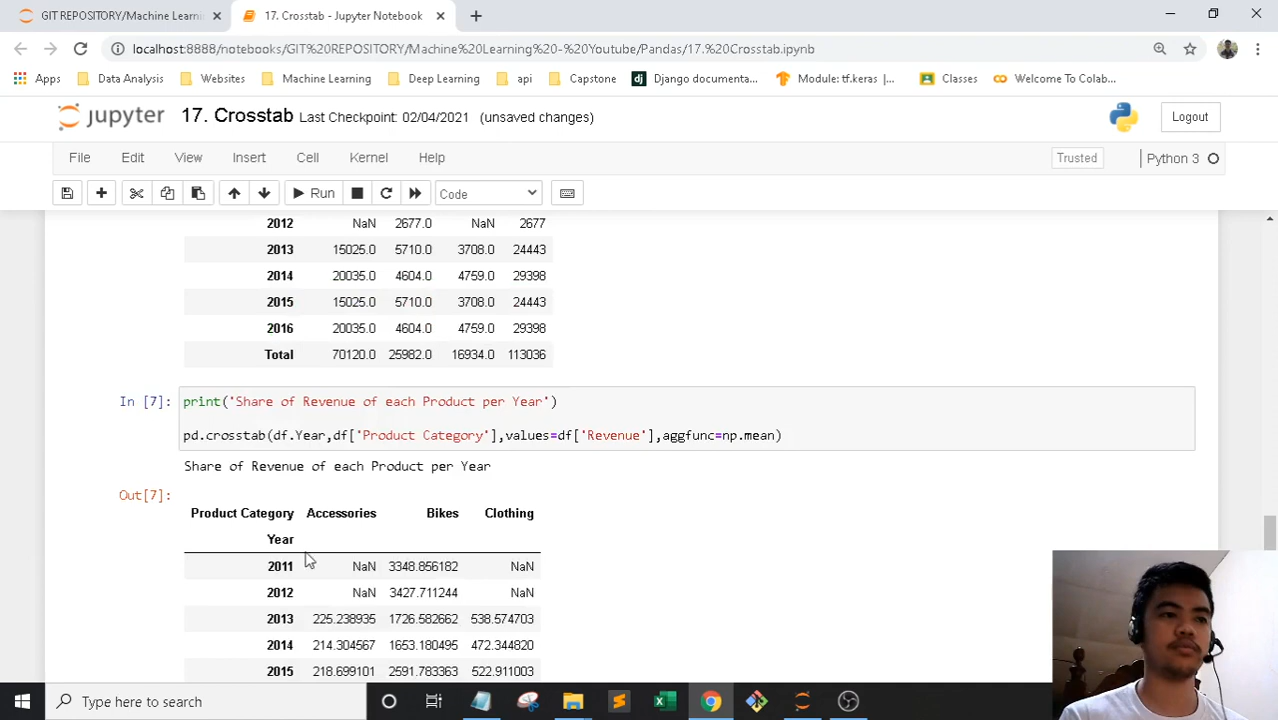 GIT REPOSITORY/Machine Learni
17. Crosstab - Jupyter Notebook
localhost:8888/notebooks/GIT%20REPOSITORY/Machine%20Learning%20-%20Youtube/Pandas/17.%20Crosstab.ipynb
Apps Data Analysis Websites Machine Learning Deep Learning api Capstone Django documenta... Module: tf.keras |... Classes Welcome To Colab...
jupyter 17. Crosstab Last Checkpoint: 02/04/2021 (unsaved changes) Logout
File Edit View Insert Cell Kernel Help Trusted Python 3
Run Code
2012 NaN 2677.0 NaN 2677
2013 15025.0 5710.0 3708.0 24443
2014 20035.0 4604.0 4759.0 29398
2015 15025.0 5710.0 3708.0 24443
2016 20035.0 4604.0 4759.0 29398
Total 70120.0 25982.0 16934.0 113036
In [7]: print('Share of Revenue of each Product per Year')
pd.crosstab(df.Year,df['Product Category'],values=df['Revenue'],aggfunc=np.mean)
Share of Revenue of each Product per Year
Out[7]:
Product Category Accessories Bikes Clothing
Year
2011 NaN 3348.856182 NaN
2012 NaN 3427.711244 NaN
2013 225.238935 1726.582662 538.574703
2014 214.304567 1653.180495 472.344820
2015 218.699101 2591.783363 522.911003
Type here to search